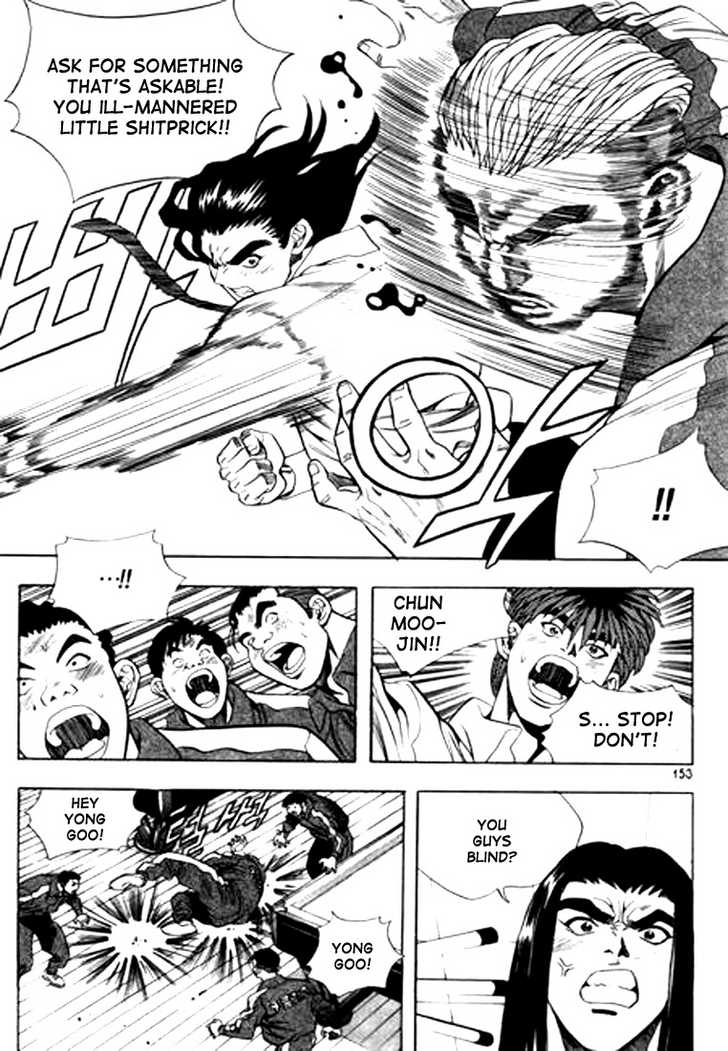 ASK FOR SOMETHING
THAT'S ASKABLE!
YOU ILL-MANNERED
LITTLE SHITPRICK!!
!!
...!!
CHUN
MOO-
JIN!!
S... STOP!
DON'T!
153
HEY
YONG
GOO!
YONG
GOO!
YOU
GUYS
BLIND?